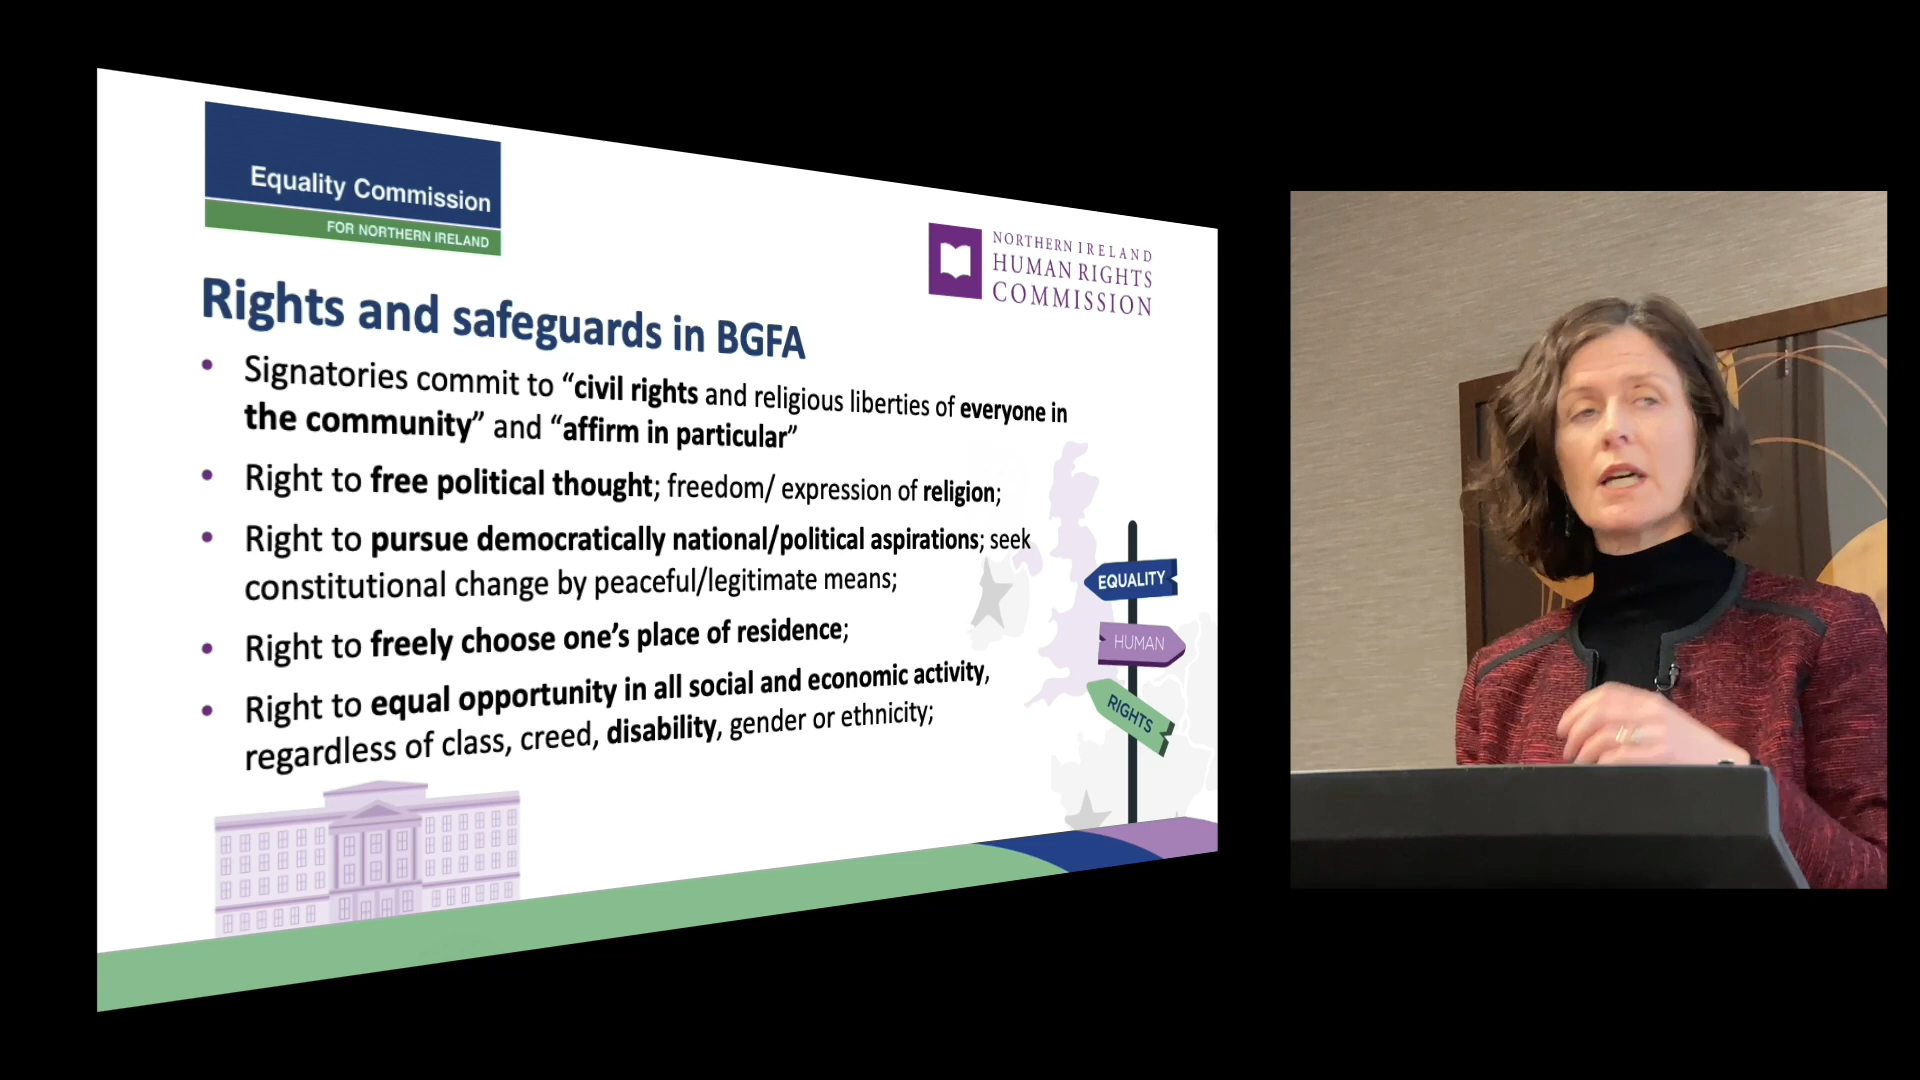 Equality Commission
FOR NORTHERN IRELAND
NORTHERN IRELAND
HUMAN RIGHTS
COMMISSION
Rights and safeguards in BGFA
• Signatories commit to “civil rights and religious liberties of everyone in
the community” and “affirm in particular”
• Right to free political thought; freedom/ expression of religion;
• Right to pursue democratically national/political aspirations; seek
constitutional change by peaceful/legitimate means;
• Right to freely choose one’s place of residence;
• Right to equal opportunity in all social and economic activity,
regardless of class, creed, disability, gender or ethnicity;
EQUALITY
HUMAN
RIGHTS